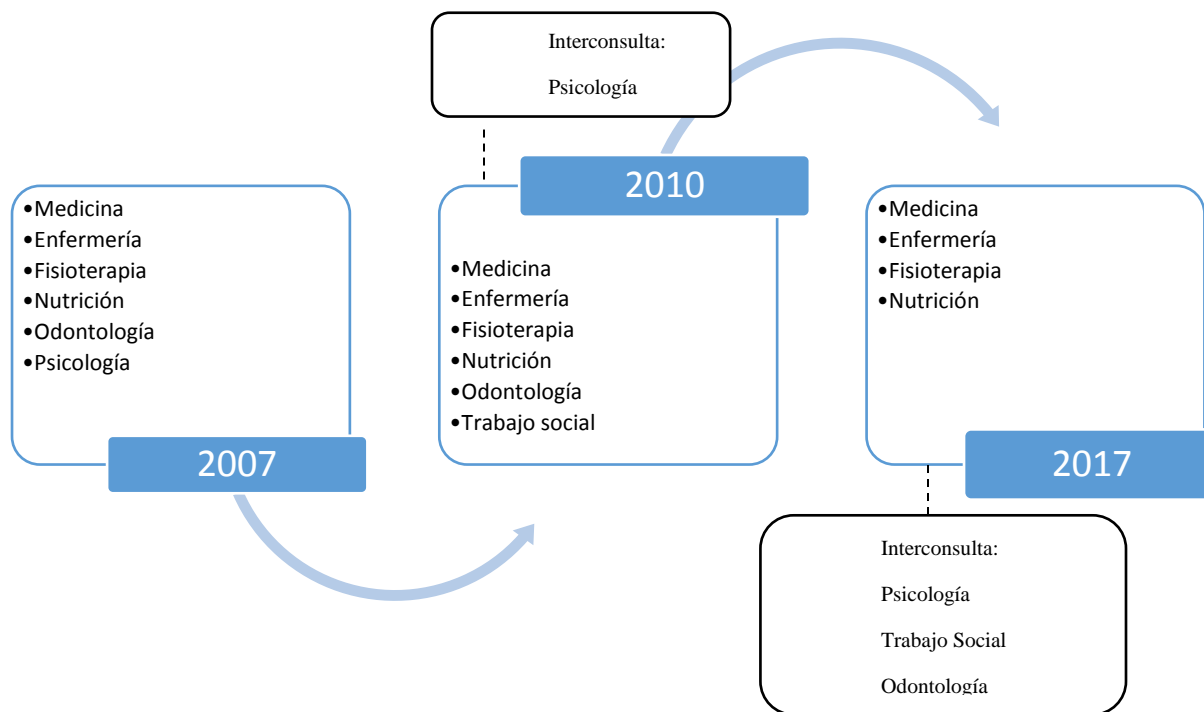 •Medicina
•Enfermería
•Fisioterapia
•Nutrición
•Odontología
•Psicología
2007
Interconsulta:
Psicología
2010
•Medicina
•Enfermería
•Fisioterapia
•Nutrición
•Odontología
•Trabajo social
•Medicina
•Enfermería
•Fisioterapia
•Nutrición
2017
Interconsulta:
Psicología
Trabajo Social
Odontología